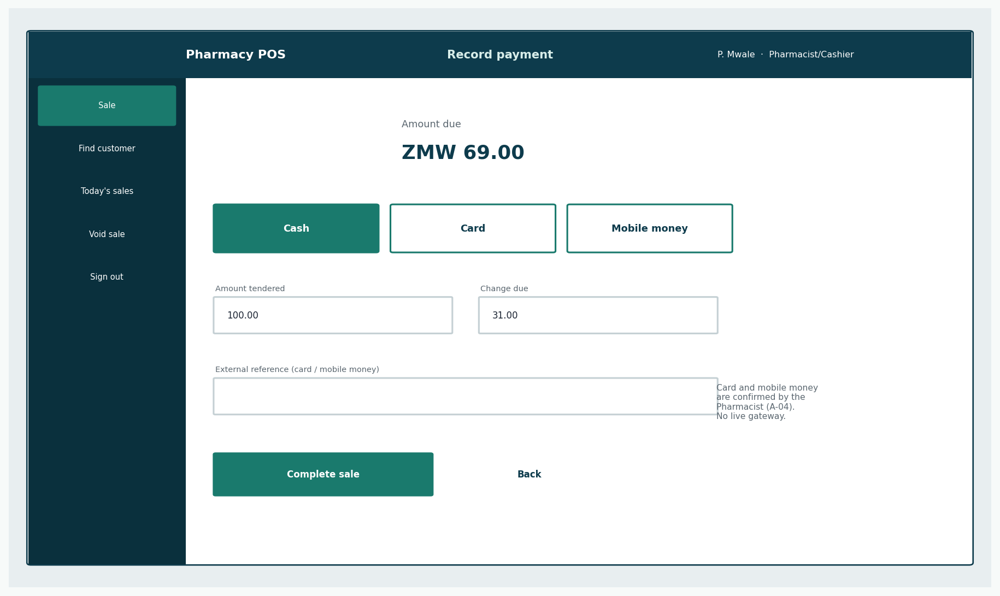 Pharmacy POS
Record payment
P. Mwale · Pharmacist/Cashier
Sale
Find customer
Today's sales
Void sale
Sign out
Amount due
ZMW 69.00
Cash
Card
Mobile money
Amount tendered
Change due
100.00
31.00
External reference (card / mobile money)
Card and mobile money
are confirmed by the
Pharmacist (A-04).
No live gateway.
Complete sale
Back